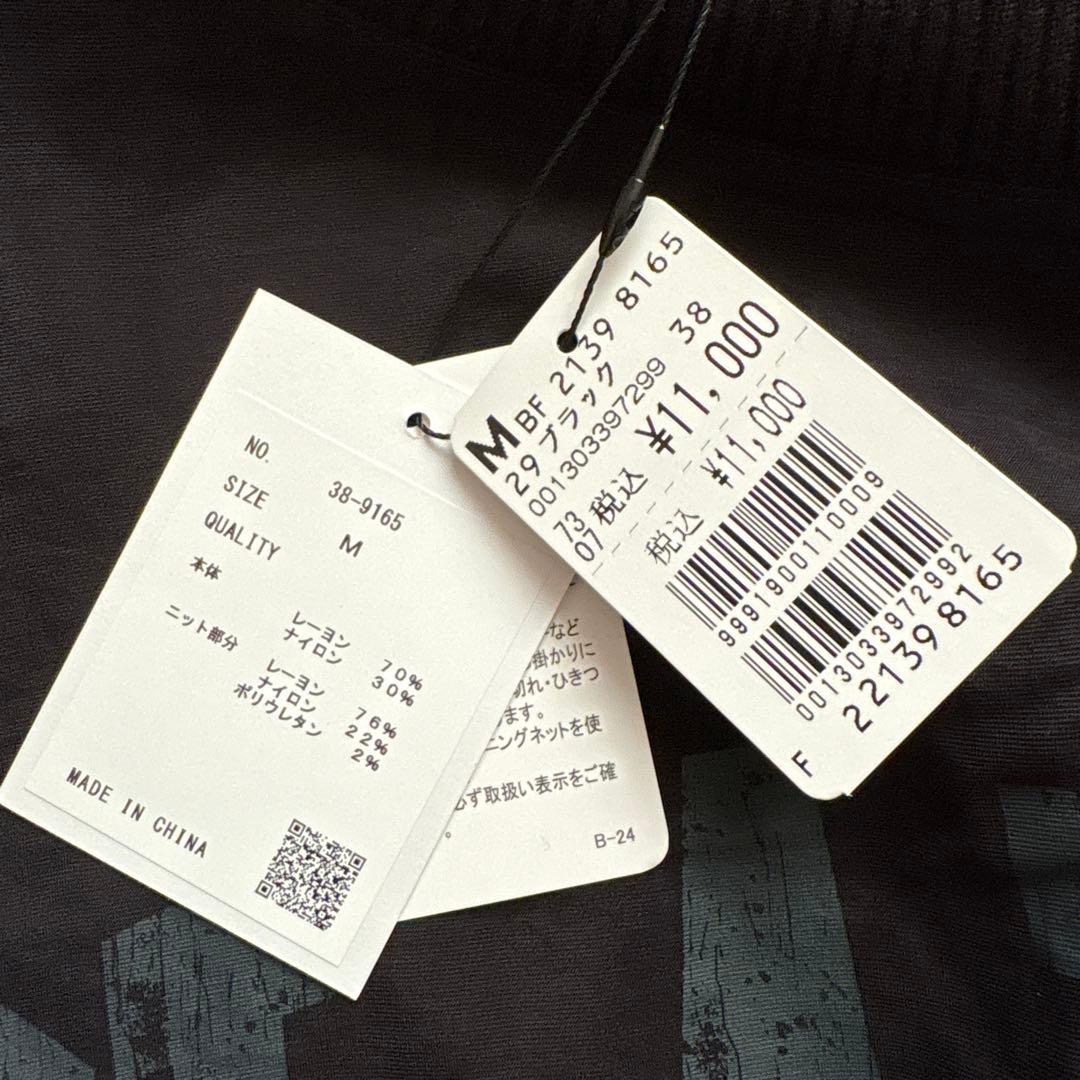 NO. 38-9165
SIZE M
QUALITY
本体
レーヨン 70%
ナイロン 30%
ニット部分
レーヨン 76%
ナイロン 22%
ポリウレタン 2%
MADE IN CHINA
など
掛かりに
切れ・ひきつ
ます。
ニングネットを使
必ず取扱い表示をご確
。
B-24
M BF 2139 8165
29 ブラック
0013033997299 38
73
07 税込 ¥11,000
税込 ¥11,000
9991900110009
0013033972992
221398165
F